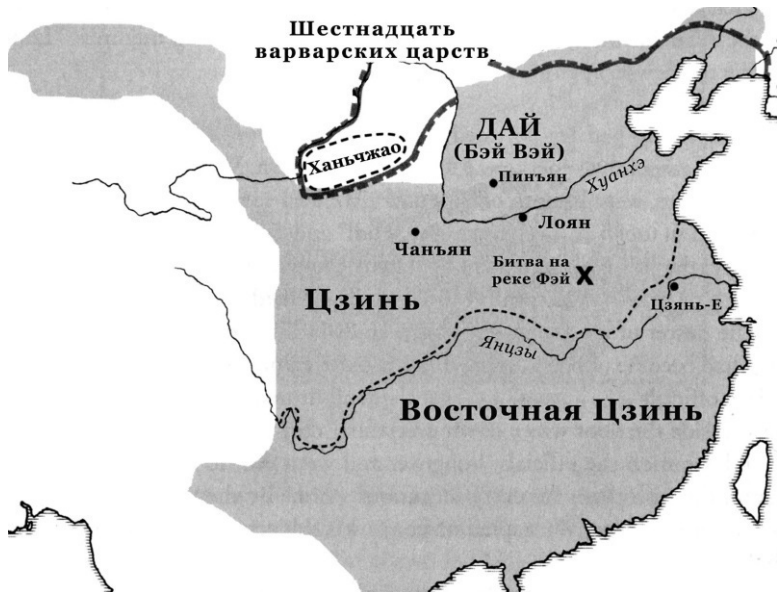 Шестнадцать
варварских царств
Ханьчжао
ДАЙ
(Бэй Вэй)
Пинъян
Хуанхэ
Лоян
Чанъян
Битва на
реке Фэй X
Цзинь
Цзянь-Е
Янцзы
Восточная Цзинь